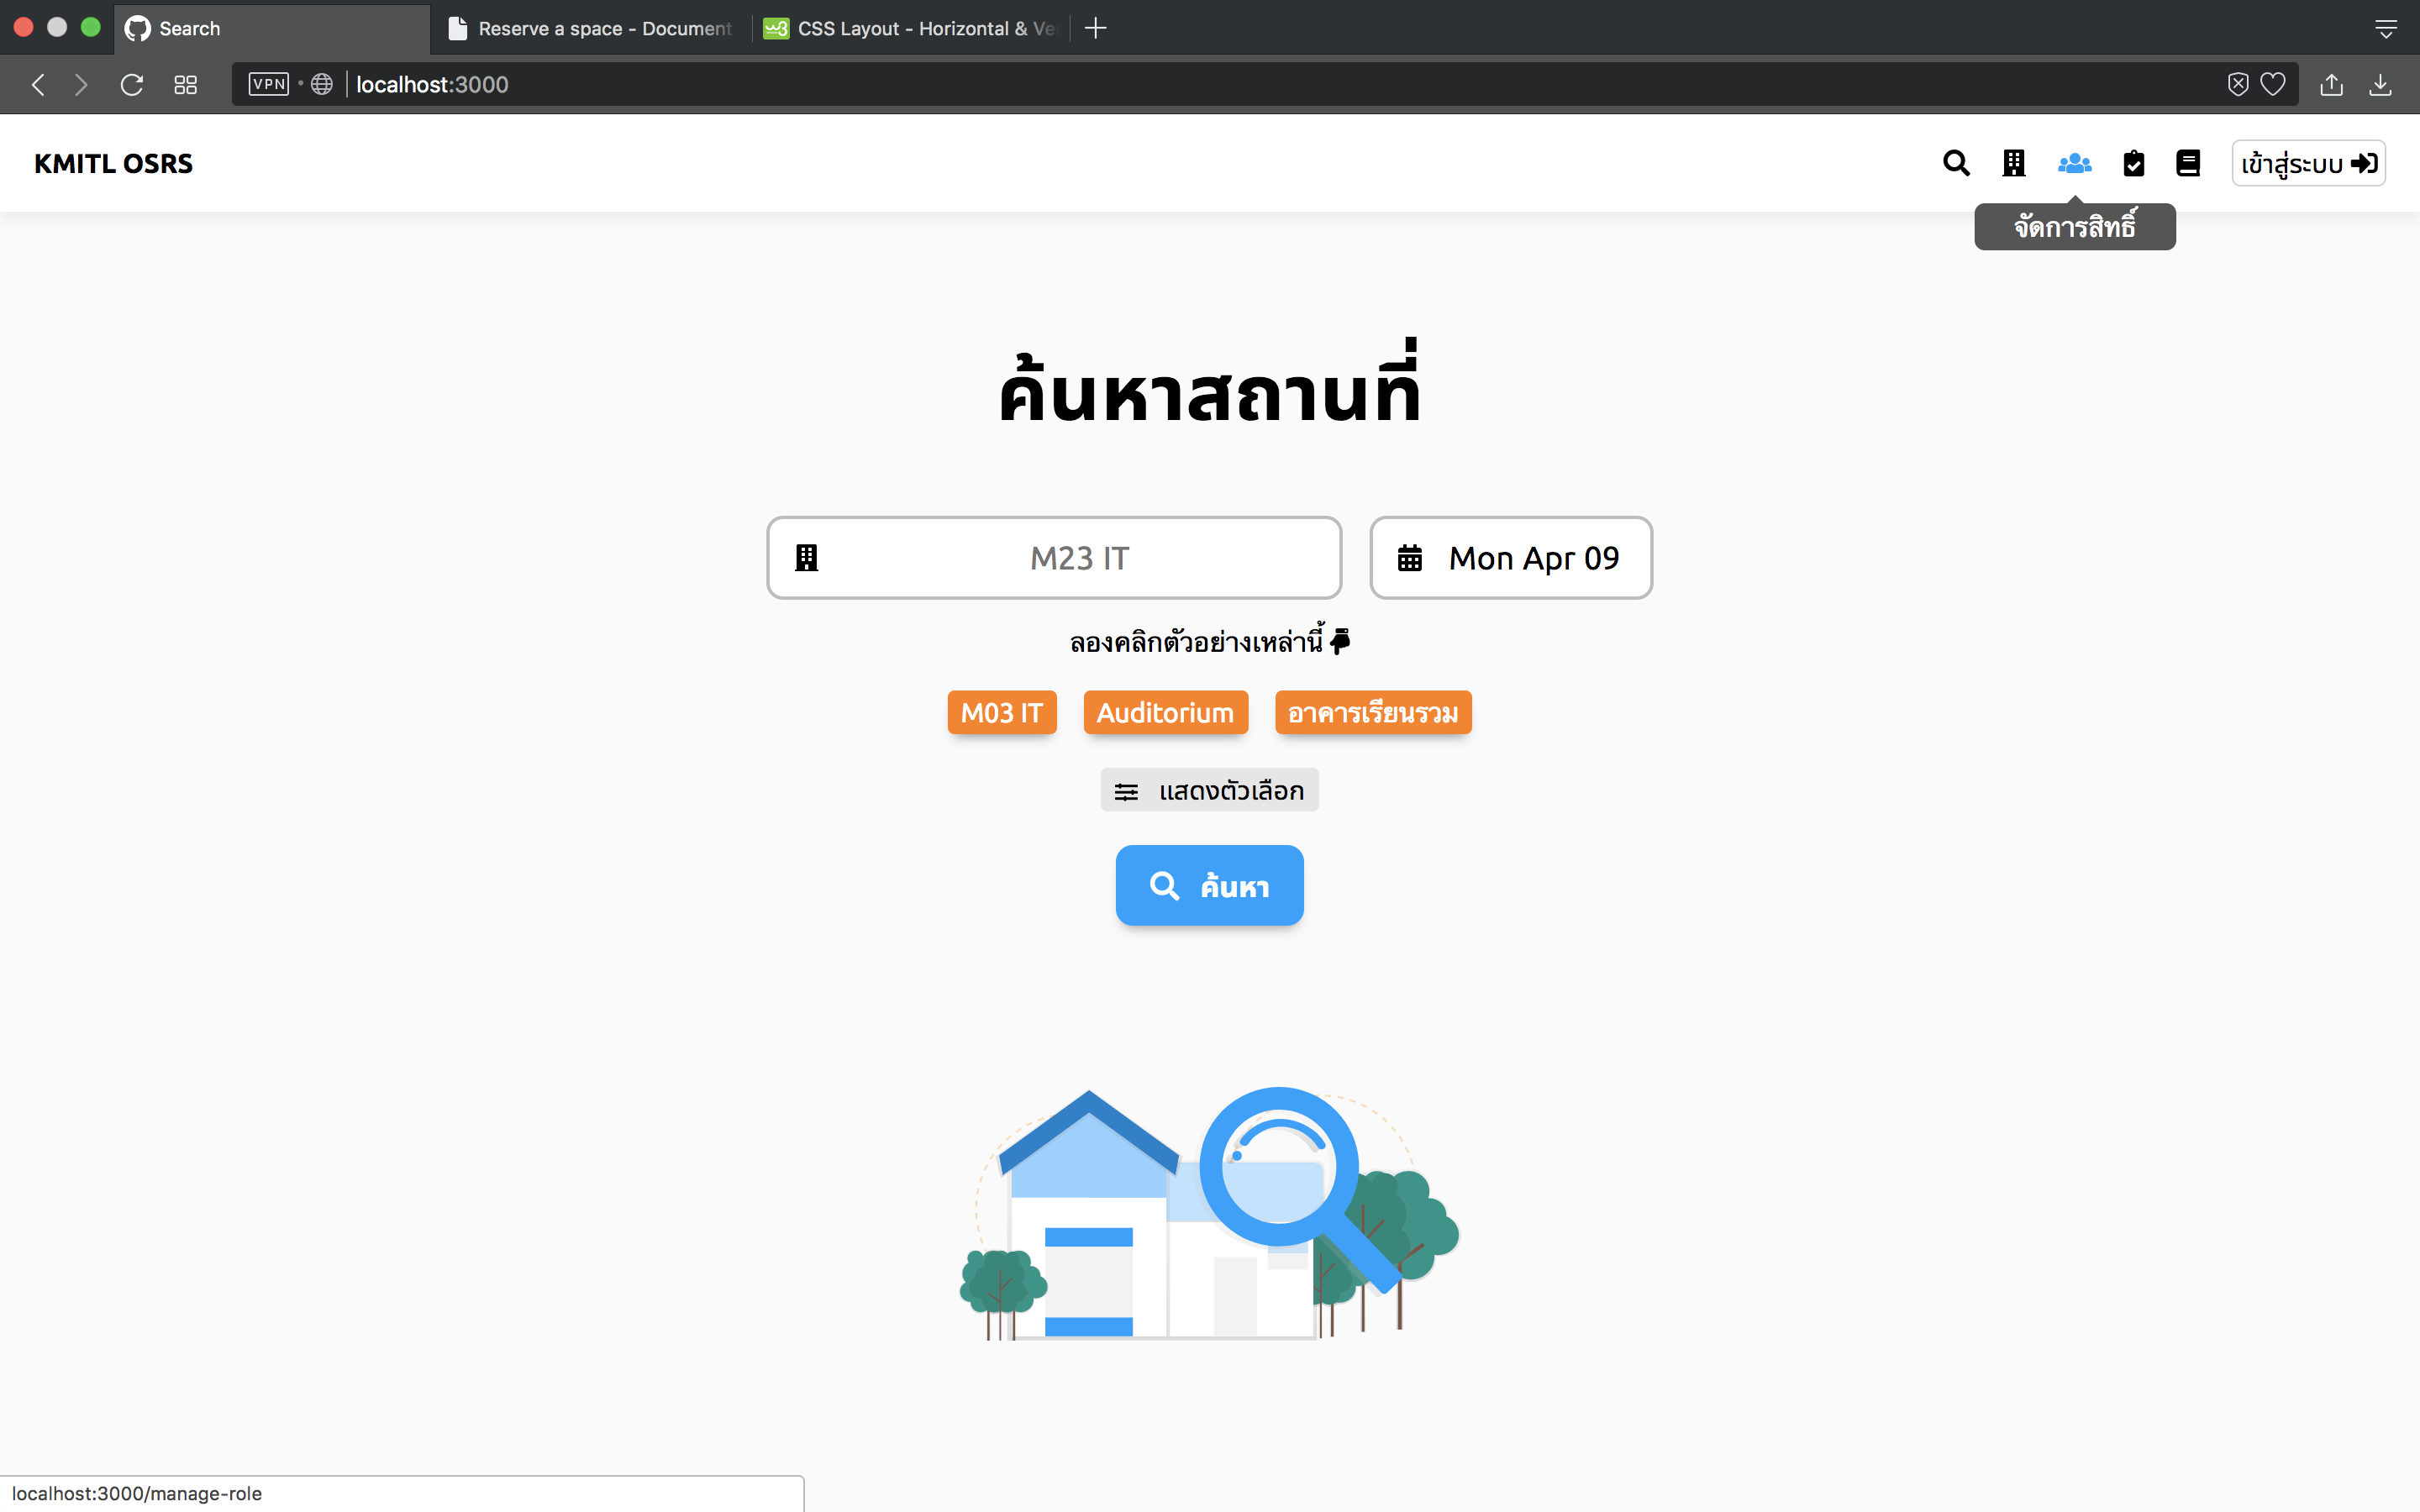 Search
Reserve a space - Document
CSS Layout - Horizontal & Ve
VPN
localhost:3000
KMITL OSRS
เข้าสู่ระบบ
จัดการสิทธิ์
ค้นหาสถานที่
M23 IT
Mon Apr 09
ลองคลิกตัวอย่างเหล่านี้
M03 IT
Auditorium
อาคารเรียนรวม
แสดงตัวเลือก
ค้นหา
localhost:3000/manage-role